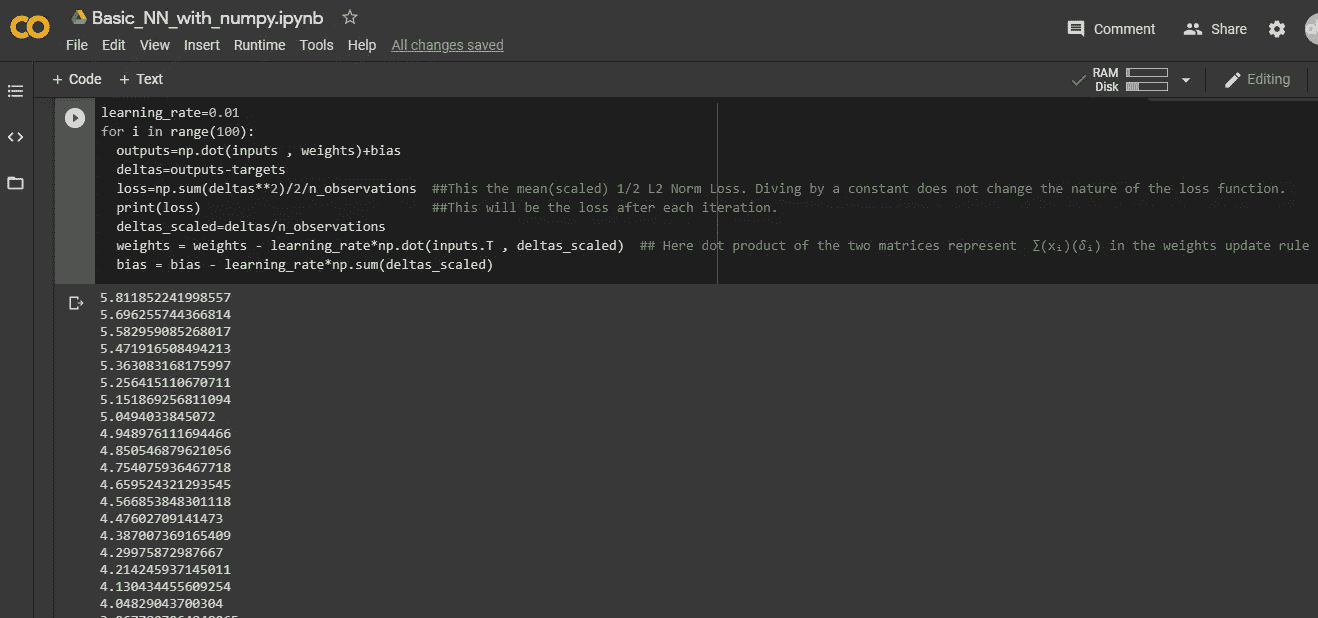 Basic_NN_with_numpy.ipynb
File Edit View Insert Runtime Tools Help All changes saved
Comment Share
+ Code + Text
RAM
Disk
Editing
learning_rate=0.01
for i in range(100):
outputs=np.dot(inputs , weights)+bias
deltas=outputs-targets
loss=np.sum(deltas**2)/2/n_observations ##This the mean(scaled) 1/2 L2 Norm Loss. Diving by a constant does not change the nature of the loss function.
print(loss) ##This will be the loss after each iteration.
deltas_scaled=deltas/n_observations
weights = weights - learning_rate*np.dot(inputs.T , deltas_scaled) ## Here dot product of the two matrices represent Σ(xᵢ)(δᵢ) in the weights update rule
bias = bias - learning_rate*np.sum(deltas_scaled)
5.811852241998557
5.696255744366814
5.582959085268017
5.471916508494213
5.363083168175997
5.256415110670711
5.151869256811094
5.0494033845072
4.948976111694466
4.850546879621056
4.754075936467718
4.659524321293545
4.566853848301118
4.47602709141473
4.387007369165409
4.29975872987667
4.214245937145011
4.130434455609254
4.04829043700304